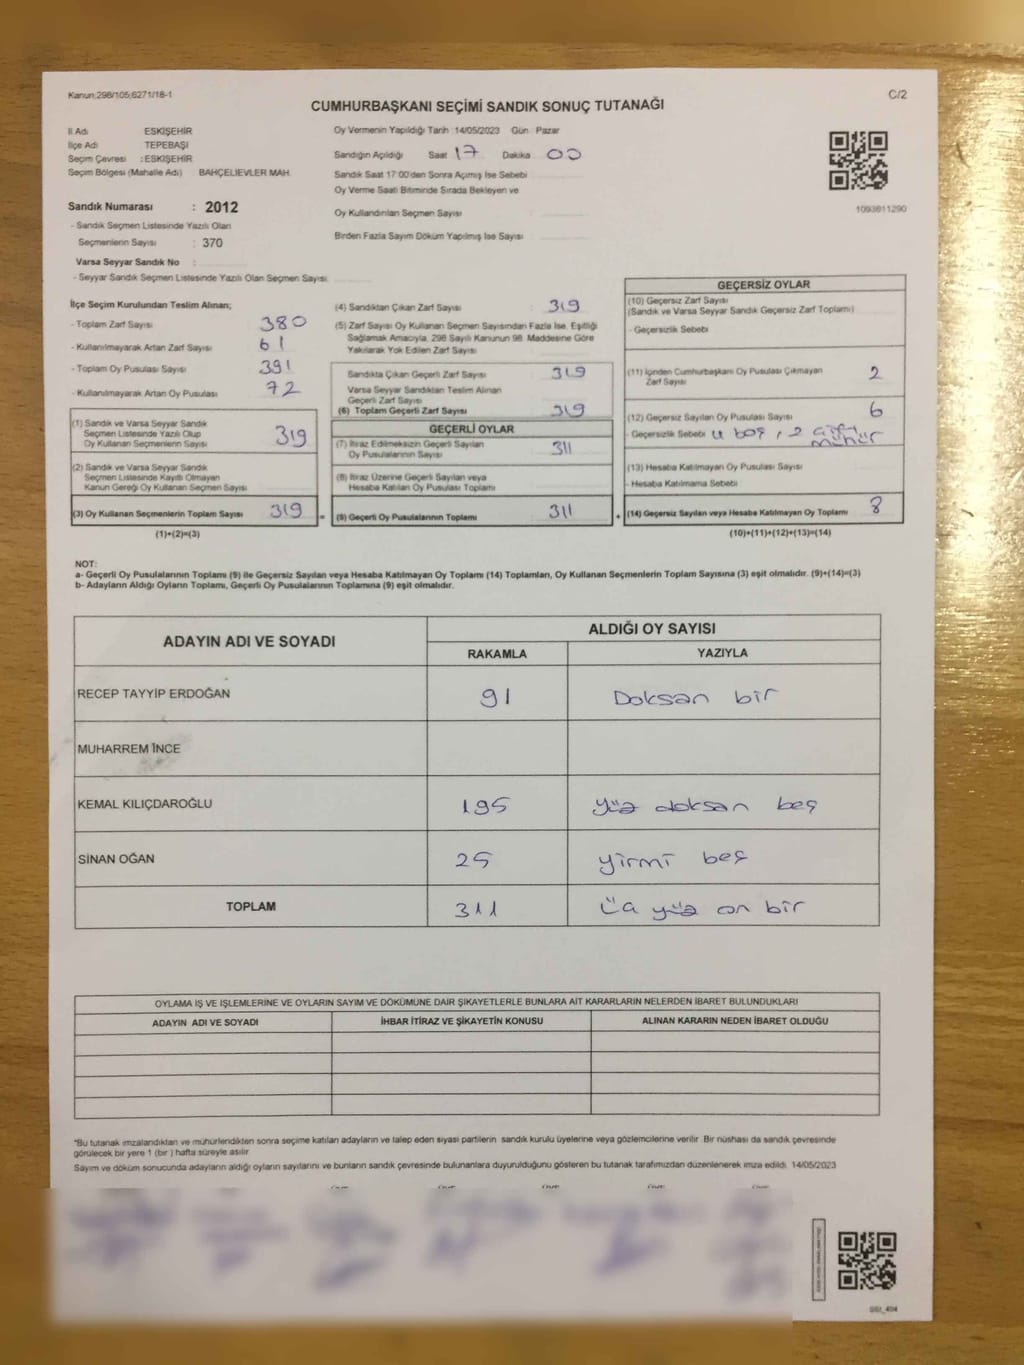 Kanun:298/105;6271/18-1
C/2
CUMHURBAŞKANI SEÇİMİ SANDIK SONUÇ TUTANAĞI
İl Adı ESKİŞEHİR
İlçe Adı TEPEBAŞI
Seçim Çevresi : ESKİŞEHİR
Seçim Bölgesi (Mahalle Adı) BAHÇELİEVLER MAH.
Sandık Numarası : 2012
- Sandık Seçmen Listesinde Yazılı Olan
Seçmenlerin Sayısı : 370
Varsa Seyyar Sandık No :
- Seyyar Sandık Seçmen Listesinde Yazılı Olan Seçmen Sayısı
Oy Vermenin Yapıldığı Tarih 14/05/2023 Gün Pazar
Sandığın Açıldığı Saat 17 Dakika 00
Sandık Saat 17:00'den Sonra Açmış İse Sebebi
Oy Verme Saati Bitiminde Sırada Bekleyen ve
Oy Kullandırılan Seçmen Sayısı
Birden Fazla Sayım Döküm Yapılmış İse Sayısı
1093811290
İlçe Seçim Kurulundan Teslim Alınan;
- Toplam Zarf Sayısı 380
- Kullanılmayarak Artan Zarf Sayısı 61
- Toplam Oy Pusulası Sayısı 391
- Kullanılmayarak Artan Oy Pusulası 72
(1) Sandık ve Varsa Seyyar Sandık
Seçmen Listesinde Yazılı Olup
Oy Kullanan Seçmenlerin Sayısı 319
(2) Sandık ve Varsa Seyyar Sandık
Seçmen Listesinde Kayıtlı Olmayan
Kanun Gereği Oy Kullanan Seçmen Sayısı
(3) Oy Kullanan Seçmenlerin Toplam Sayısı 319
(1)+(2)=(3)
=
(4) Sandıktan Çıkan Zarf Sayısı : 319
(5) Zarf Sayısı Oy Kullanan Seçmen Sayısından Fazla İse, Eşitliği
Sağlamak Amacıyla, 298 Sayılı Kanunun 98. Maddesine Göre
Yakılarak Yok Edilen Zarf Sayısı
Sandıkta Çıkan Geçerli Zarf Sayısı 319
Varsa Seyyar Sandıktan Teslim Alınan
Geçerli Zarf Sayısı
(6) Toplam Geçerli Zarf Sayısı 319
GEÇERLİ OYLAR
(7) İtiraz Edilmeksizin Geçerli Sayılan
Oy Pusulalarının Sayısı 311
(8) İtiraz Üzerine Geçerli Sayılan veya
Hesaba Katılan Oy Pusulası Toplamı
(9) Geçerli Oy Pusulalarının Toplamı 311
+
GEÇERSİZ OYLAR
(10) Geçersiz Zarf Sayısı
(Sandık ve Varsa Seyyar Sandık Geçersiz Zarf Toplamı)
- Geçersizlik Sebebi
(11) İçinden Cumhurbaşkanı Oy Pusulası Çıkmayan
Zarf Sayısı 2
(12) Geçersiz Sayılan Oy Pusulası Sayısı 6
- Geçersizlik Sebebi 4 boş, 2
mühür
(13) Hesaba Katılmayan Oy Pusulası Sayısı
- Hesaba Katılmama Sebebi
(14) Geçersiz Sayılan veya Hesaba Katılmayan Oy Toplamı 8
(10)+(11)+(12)+(13)=(14)
NOT:
a- Geçerli Oy Pusulalarının Toplamı (9) ile Geçersiz Sayılan veya Hesaba Katılmayan Oy Toplamı (14) Toplamları, Oy Kullanan Seçmenlerin Toplam Sayısına (3) eşit olmalıdır. (9)+(14)=(3)
b- Adayların Aldığı Oyların Toplamı, Geçerli Oy Pusulalarının Toplamına (9) eşit olmalıdır.
ADAYIN ADI VE SOYADI
ALDIĞI OY SAYISI
RAKAMLA YAZIYLA
RECEP TAYYİP ERDOĞAN 91 Doksan bir
MUHARREM İNCE
KEMAL KILIÇDAROĞLU 195 yüz doksan beş
SİNAN OĞAN 25 yirmi beş
TOPLAM 311 Üç yüz on bir
OYLAMA İŞ VE İŞLEMLERİNE VE OYLARIN SAYIM VE DÖKÜMÜNE DAİR ŞİKAYETLERLE BUNLARA AİT KARARLARIN NELERDEN İBARET BULUNDUKLARI
ADAYIN ADI VE SOYADI İHBAR İTİRAZ VE ŞİKAYETİN KONUSU ALINAN KARARIN NEDEN İBARET OLDUĞU
*Bu tutanak imzalandıktan ve mühürlendikten sonra seçime katılan adayların ve talep eden siyasi partilerin sandık kurulu üyelerine veya gözlemcilerine verilir. Bir nüshası da sandık çevresinde
görülecek bir yere 1 (bir ) hafta süreyle asılır.
Sayım ve döküm sonucunda adayların aldığı oyların sayılarını ve bunların sandık çevresinde bulunanlara duyurulduğunu gösteren bu tutanak tarafımızdan düzenlenerek imza edildi. 14/05/2023